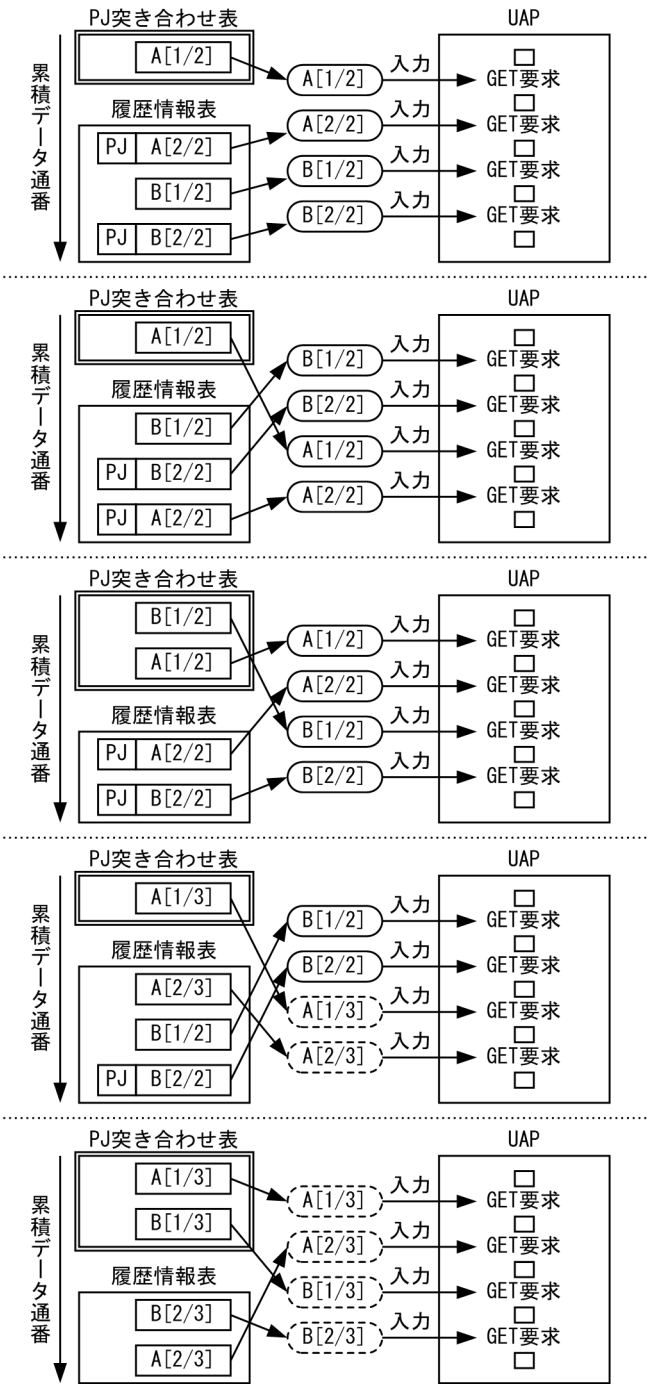 PJ突き合わせ表 UAP
累積データ通番
A[1/2] A[1/2] 入力 GET要求
履歴情報表
PJ A[2/2] A[2/2] 入力 GET要求
B[1/2] B[1/2] 入力 GET要求
PJ B[2/2] B[2/2] 入力 GET要求
PJ突き合わせ表 UAP
累積データ通番
A[1/2] B[1/2] 入力 GET要求
履歴情報表
B[1/2] B[2/2] 入力 GET要求
PJ B[2/2] A[1/2] 入力 GET要求
PJ A[2/2] A[2/2] 入力 GET要求
PJ突き合わせ表 UAP
累積データ通番
B[1/2]
A[1/2] A[1/2] 入力 GET要求
履歴情報表 A[2/2] 入力 GET要求
PJ A[2/2] B[1/2] 入力 GET要求
PJ B[2/2] B[2/2] 入力 GET要求
PJ突き合わせ表 UAP
累積データ通番
A[1/3] B[1/2] 入力 GET要求
履歴情報表 B[2/2] 入力 GET要求
A[2/3] A[1/3] 入力 GET要求
B[1/2] A[2/3] 入力 GET要求
PJ B[2/2]
PJ突き合わせ表 UAP
累積データ通番
A[1/3] A[1/3] 入力 GET要求
B[1/3] A[2/3] 入力 GET要求
履歴情報表 B[1/3] 入力 GET要求
B[2/3] B[2/3] 入力 GET要求
A[2/3]